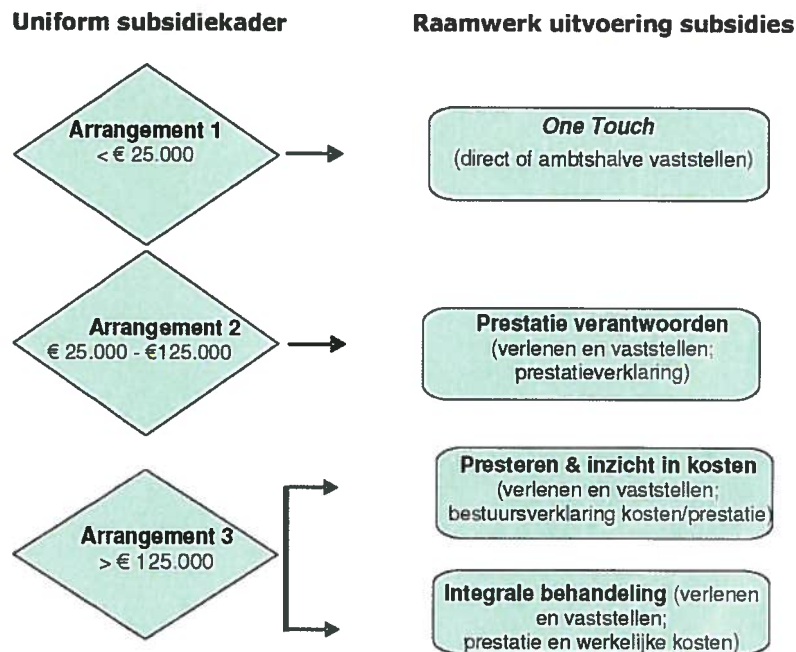 Uniform subsidiekader
Raamwerk uitvoering subsidies
Arrangement 1
< € 25.000
One Touch
(direct of ambtshalve vaststellen)
Arrangement 2
€ 25.000 - €125.000
Prestatie verantwoorden
(verlenen en vaststellen;
prestatieverklaring)
Arrangement 3
> € 125.000
Presteren & inzicht in kosten
(verlenen en vaststellen;
bestuursverklaring kosten/prestatie)
Integrale behandeling (verlenen
en vaststellen;
prestatie en werkelijke kosten)